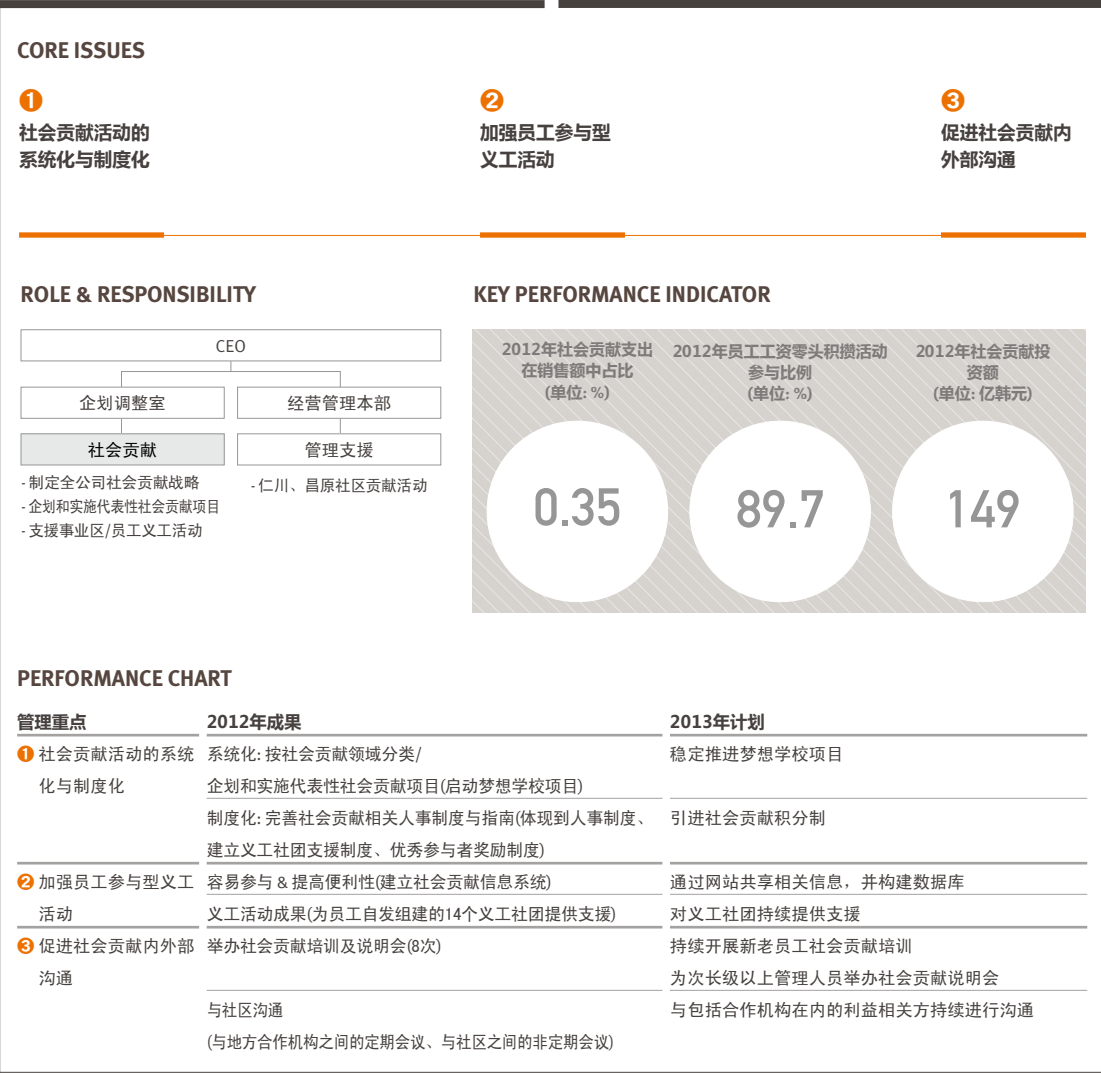 CORE ISSUES
❶
社会贡献活动的
系统化与制度化
❷
加强员工参与型
义工活动
❸
促进社会贡献内
外部沟通
ROLE & RESPONSIBILITY
CEO
企划调整室
经营管理本部
社会贡献
管理支援
- 制定全公司社会贡献战略
- 企划和实施代表性社会贡献项目
- 支援事业区/员工义工活动
- 仁川、昌原社区贡献活动
KEY PERFORMANCE INDICATOR
2012年社会贡献支出
在销售额中占比
(单位: %)
0.35
2012年员工工资零头积攒活动
参与比例
(单位: %)
89.7
2012年社会贡献投
资额
(单位: 亿韩元)
149
PERFORMANCE CHART
管理重点 2012年成果 2013年计划
❶ 社会贡献活动的系统 系统化: 按社会贡献领域分类/ 稳定推进梦想学校项目
化与制度化 企划和实施代表性社会贡献项目(启动梦想学校项目)
制度化: 完善社会贡献相关人事制度与指南(体现到人事制度、 引进社会贡献积分制
建立义工社团支援制度、优秀参与者奖励制度)
❷ 加强员工参与型义工 容易参与 & 提高便利性(建立社会贡献信息系统) 通过网站共享相关信息，并构建数据库
活动 义工活动成果(为员工自发组建的14个义工社团提供支援) 对义工社团持续提供支援
❸ 促进社会贡献内外部 举办社会贡献培训及说明会(8次) 持续开展新老员工社会贡献培训
沟通 为次长级以上管理人员举办社会贡献说明会
与社区沟通 与包括合作机构在内的利益相关方持续进行沟通
(与地方合作机构之间的定期会议、与社区之间的非定期会议)